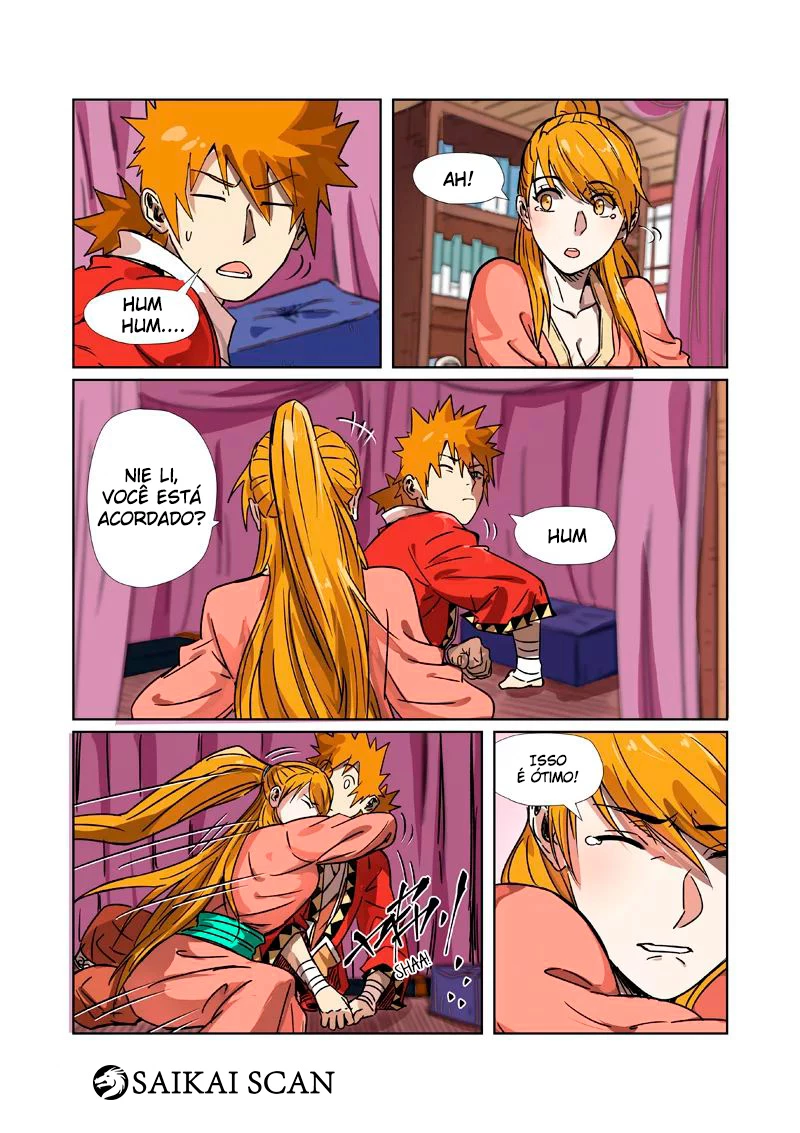 HUM
HUM....
AH!
NIE LI,
VOCÊ ESTÁ
ACORDADO?
HUM
SHAA!
ISSO
É ÓTIMO!
SAIKAI SCAN